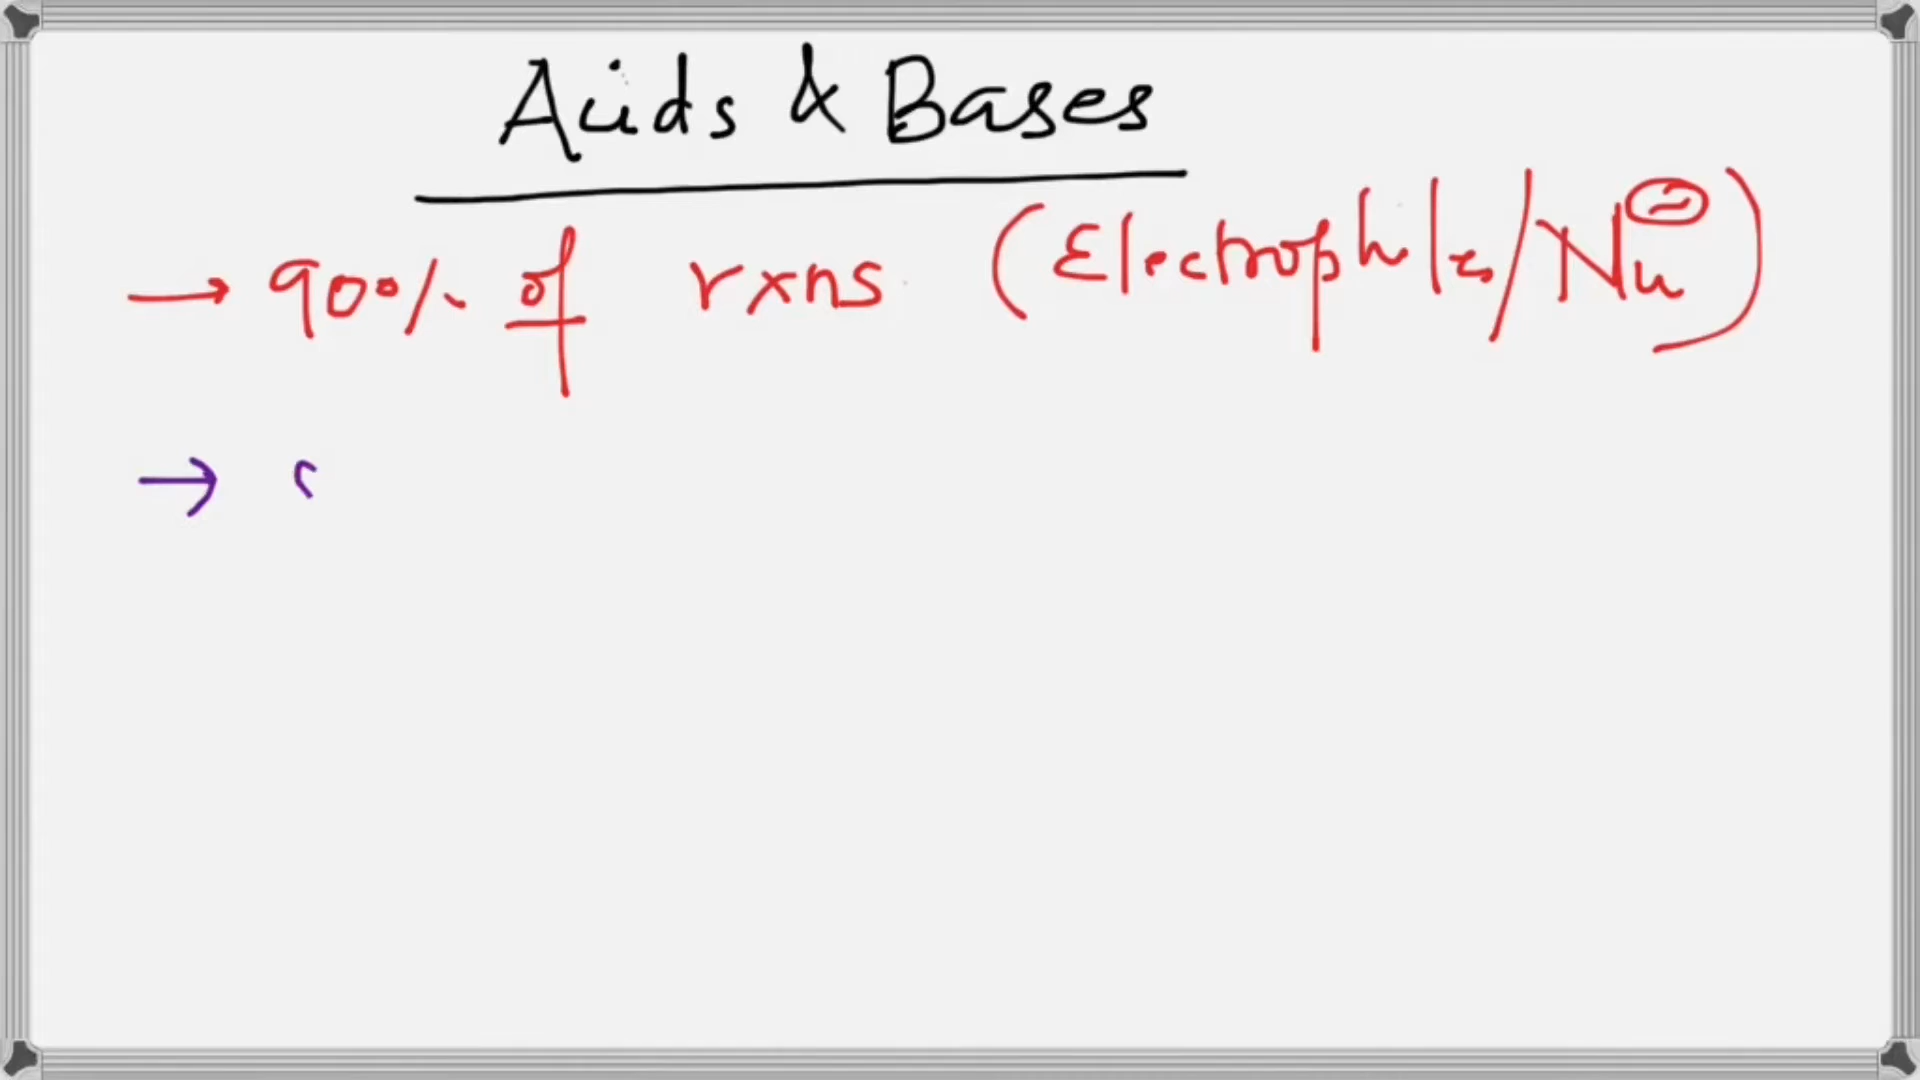 Acids & Bases
→ 90% of rxns (Electrophile/Nu⊖)
→